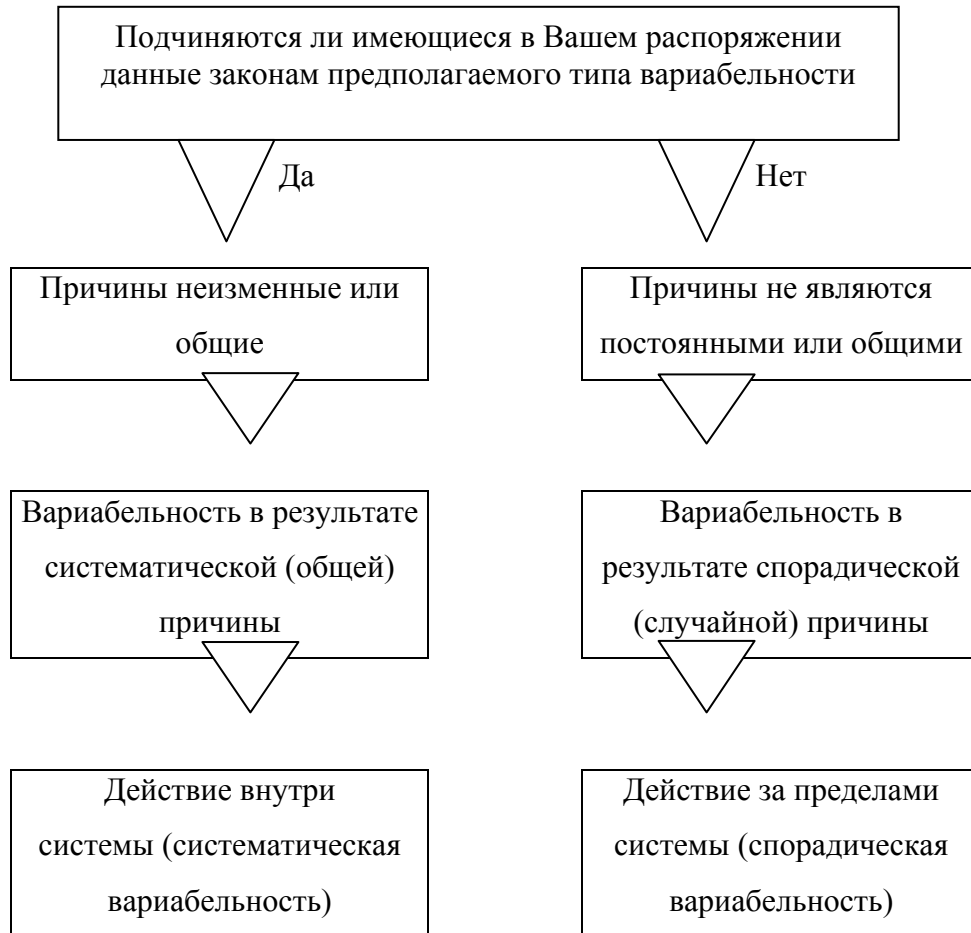 Подчиняются ли имеющиеся в Вашем распоряжении
данные законам предполагаемого типа вариабельности
Да
Нет
Причины неизменные или
общие
Причины не являются
постоянными или общими
Вариабельность в результате
систематической (общей)
причины
Вариабельность в
результате спорадической
(случайной) причины
Действие внутри
системы (систематическая
вариабельность)
Действие за пределами
системы (спорадическая
вариабельность)